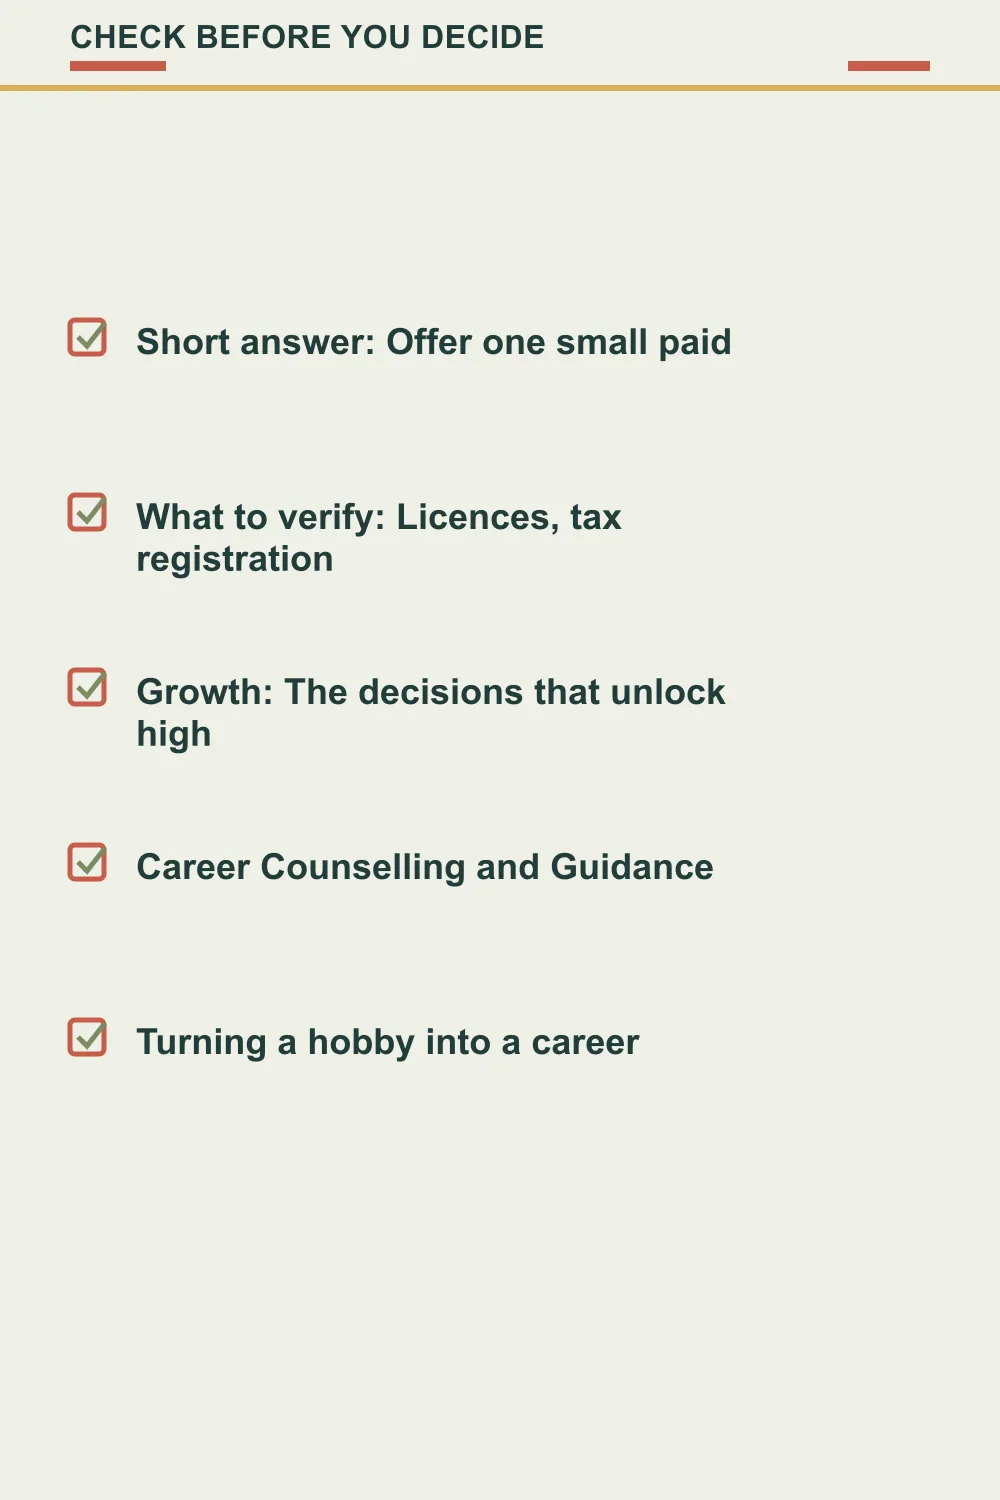 CHECK BEFORE YOU DECIDE
Short answer: Offer one small paid
What to verify: Licences, tax
registration
Growth: The decisions that unlock
high
Career Counselling and Guidance
Turning a hobby into a career